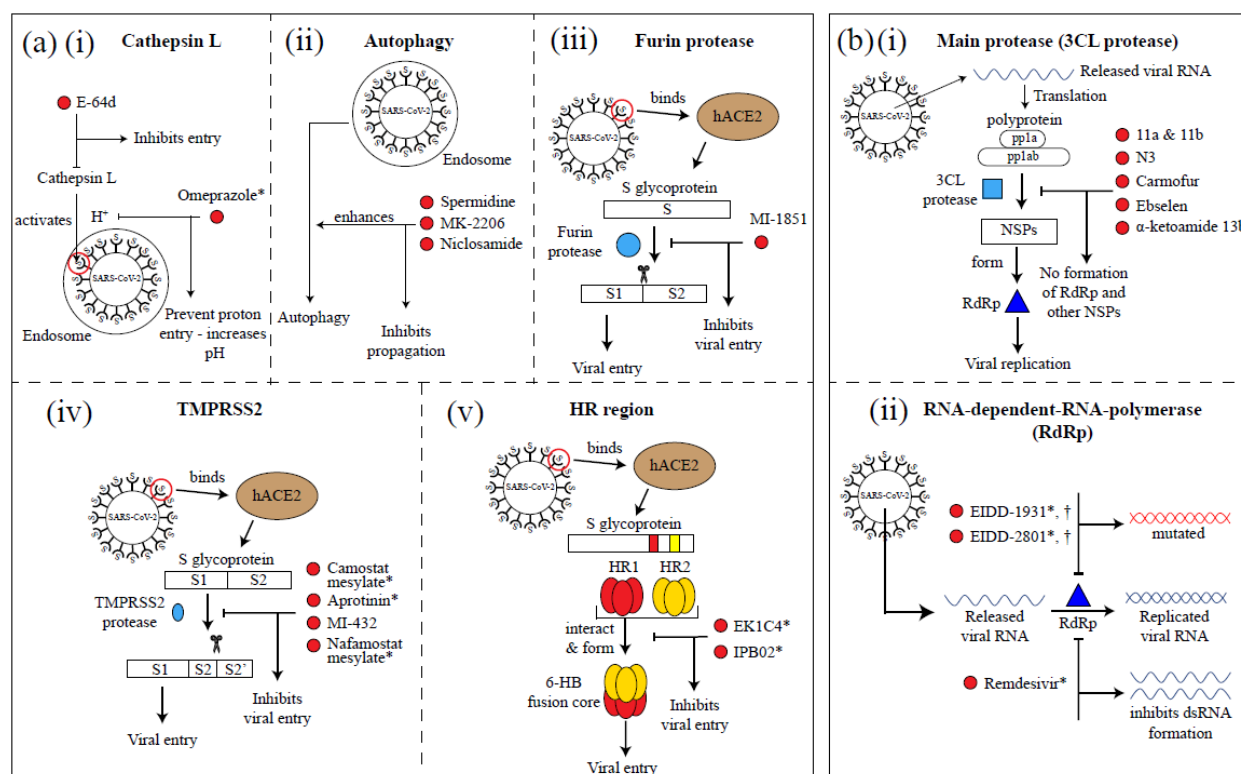 (a) (i) Cathepsin L
E-64d
Inhibits entry
Cathepsin L
Omeprazole*
activates
H+
SARS-CoV-2
Endosome
Prevent proton
entry - increases
pH
(ii) Autophagy
SARS-CoV-2
Endosome
Spermidine
enhances
MK-2206
Niclosamide
Autophagy
Inhibits
propagation
(iii) Furin protease
binds
hACE2
SARS-CoV-2
S glycoprotein
S
MI-1851
Furin
protease
S1 S2
Inhibits
viral entry
Viral entry
(iv) TMPRSS2
binds
hACE2
SARS-CoV-2
S glycoprotein
S1 S2
Camostat
mesylate*
TMPRSS2
protease
Aprotinin*
MI-432
Nafamostat
mesylate*
S1 S2 S2’
Inhibits
viral entry
Viral entry
(v) HR region
binds
hACE2
SARS-CoV-2
S glycoprotein
HR1 HR2
interact
& form
EK1C4*
IPB02*
6-HB
fusion core
Inhibits
viral entry
Viral entry
(b) (i) Main protease (3CL protease)
Released viral RNA
Translation
SARS-CoV-2
polyprotein
pp1a
pp1ab
11a & 11b
N3
3CL
protease
Carmofur
Ebselen
α-ketoamide 13b
NSPs
form
No formation
of RdRp and
other NSPs
RdRp
Viral replication
(ii) RNA-dependent-RNA-polymerase
(RdRp)
SARS-CoV-2
EIDD-1931*, †
EIDD-2801*, †
mutated
Released
viral RNA
RdRp
Replicated
viral RNA
Remdesivir*
inhibits dsRNA
formation